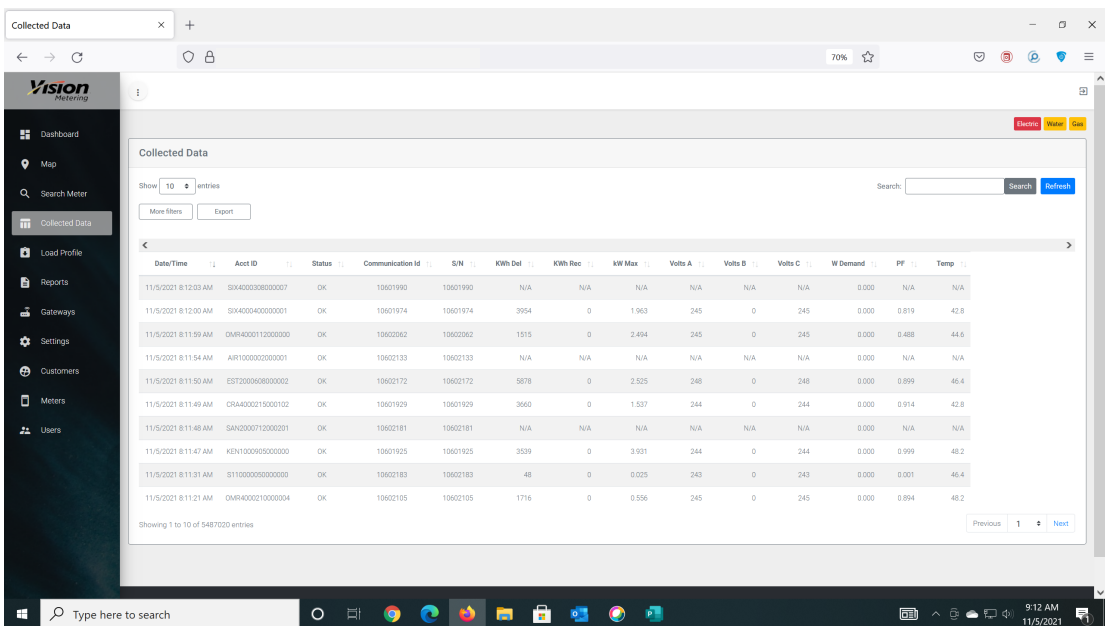 Collected Data
70%
Vision
Metering
Dashboard
Map
Search Meter
Collected Data
Load Profile
Reports
Gateways
Settings
Customers
Meters
Users
Electric Water Gas
Collected Data
Show 10 entries Search: Search Refresh
More filters Export
Date/Time Acct ID Status Communication Id S/N KWh Del KWh Rec kW Max Volts A Volts B Volts C W Demand PF Temp
11/5/2021 8:12:03 AM SIX4000308000007 OK 10601990 10601990 N/A N/A N/A N/A N/A N/A 0.000 N/A N/A
11/5/2021 8:12:00 AM SIX4000400000001 OK 10601974 10601974 3954 0 1.963 245 0 245 0.000 0.819 42.8
11/5/2021 8:11:59 AM OMR4000112000000 OK 10602062 10602062 1515 0 2.494 245 0 245 0.000 0.488 44.6
11/5/2021 8:11:54 AM AIR1000002000001 OK 10602133 10602133 N/A N/A N/A N/A N/A N/A 0.000 N/A N/A
11/5/2021 8:11:50 AM EST2000608000002 OK 10602172 10602172 5878 0 2.525 248 0 248 0.000 0.899 46.4
11/5/2021 8:11:49 AM CRA4000215000102 OK 10601929 10601929 3660 0 1.537 244 0 244 0.000 0.914 42.8
11/5/2021 8:11:48 AM SAN2000712000201 OK 10602181 10602181 N/A N/A N/A N/A N/A N/A 0.000 N/A N/A
11/5/2021 8:11:47 AM KEN1000905000000 OK 10601925 10601925 3539 0 3.931 244 0 244 0.000 0.999 48.2
11/5/2021 8:11:31 AM S110000050000000 OK 10602183 10602183 48 0 0.025 243 0 243 0.000 0.001 46.4
11/5/2021 8:11:21 AM OMR4000210000004 OK 10602105 10602105 1716 0 0.556 245 0 245 0.000 0.894 48.2
Showing 1 to 10 of 5487020 entries Previous 1 Next
Type here to search
9:12 AM
11/5/2021